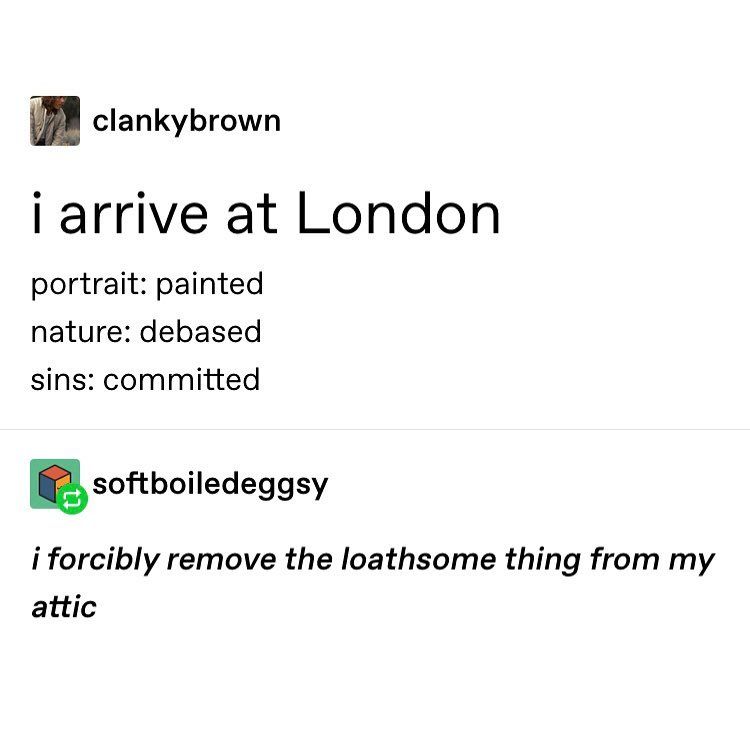 clankybrown
i arrive at London
portrait: painted
nature: debased
sins: committed
softboiledeggsy
i forcibly remove the loathsome thing from my
attic